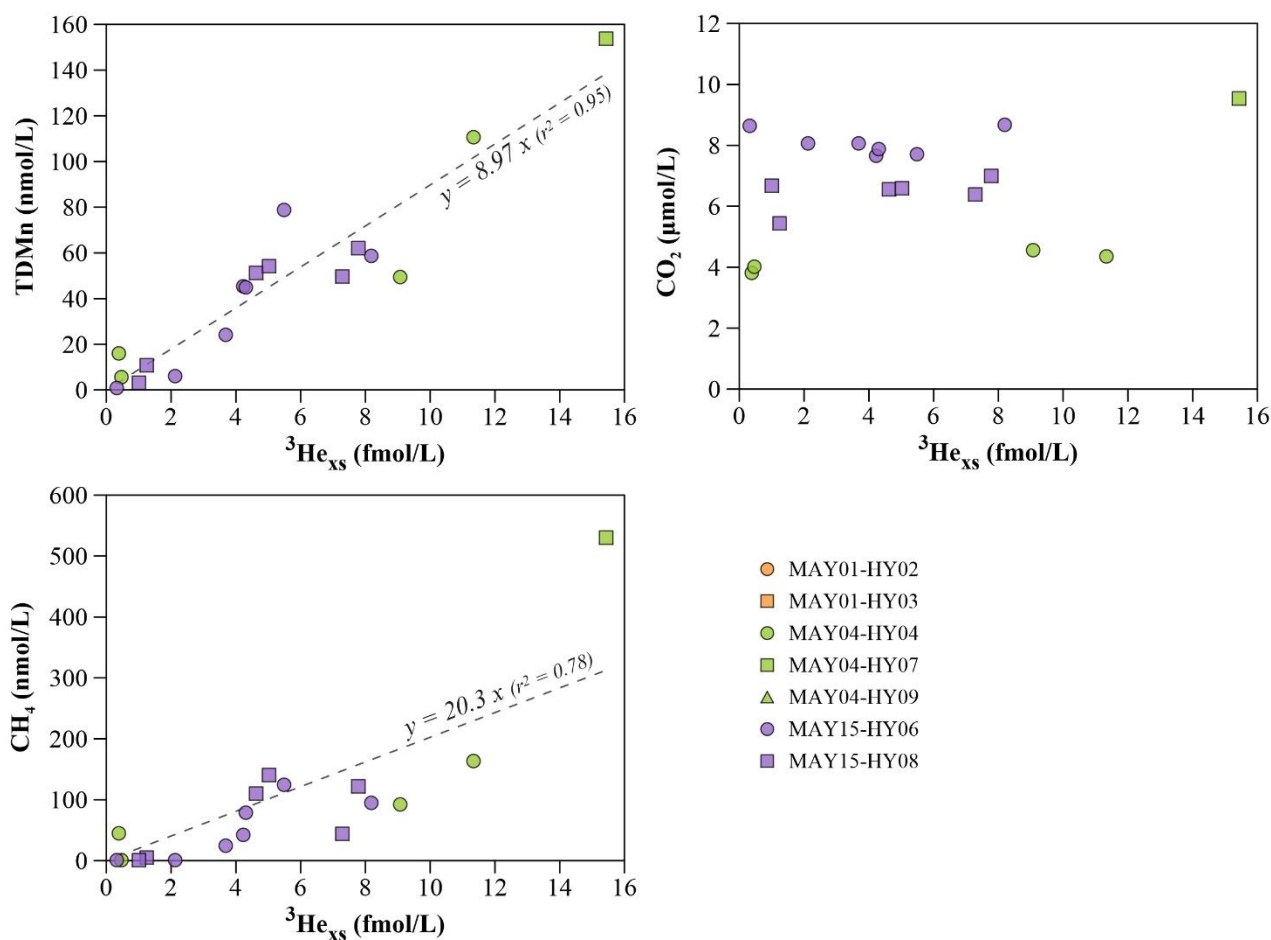 160
140
120
100
80
60
40
20
0
TDMn (nmol/L)
y = 8.97 x (r² = 0.95)
0 2 4 6 8 10 12 14 16
³Heₓₛ (fmol/L)
12
10
8
6
4
2
0
CO₂ (µmol/L)
0 2 4 6 8 10 12 14 16
³Heₓₛ (fmol/L)
600
500
400
300
200
100
0
CH₄ (nmol/L)
y = 20.3 x (r² = 0.78)
0 2 4 6 8 10 12 14 16
³Heₓₛ (fmol/L)
MAY01-HY02
MAY01-HY03
MAY04-HY04
MAY04-HY07
MAY04-HY09
MAY15-HY06
MAY15-HY08